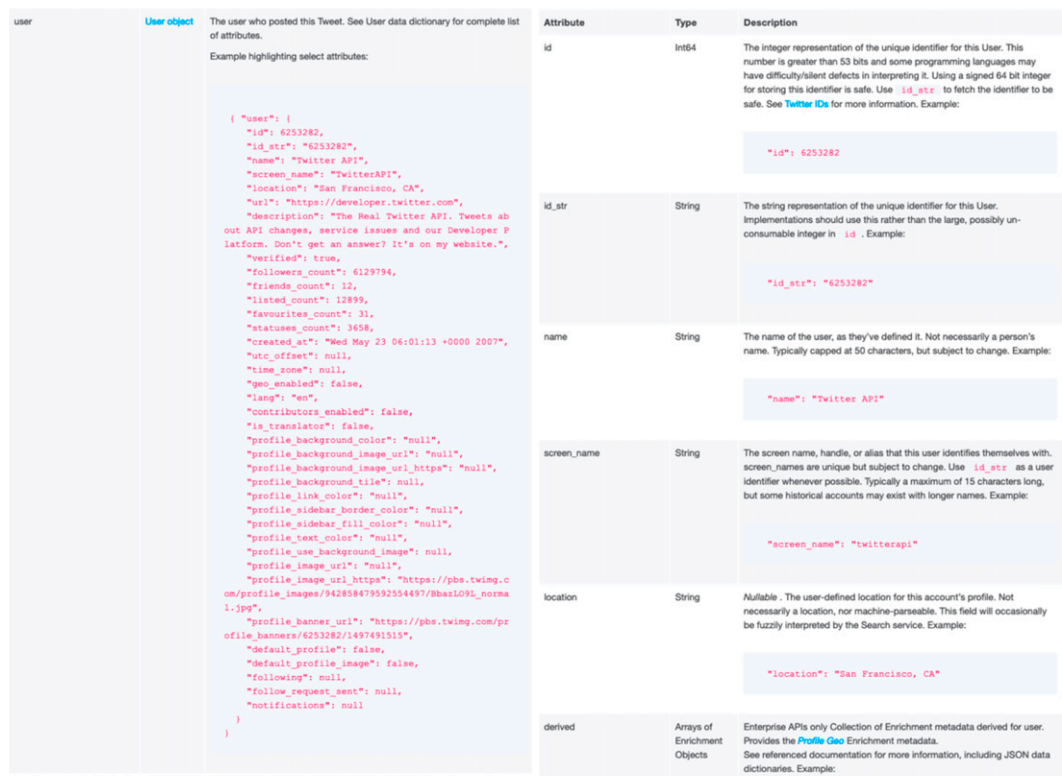 user
User object
The user who posted this Tweet. See User data dictionary for complete list
of attributes.
Example highlighting select attributes:
{ "user": {
"id": 6253282,
"id_str": "6253282",
"name": "Twitter API",
"screen_name": "TwitterAPI",
"location": "San Francisco, CA",
"url": "https://developer.twitter.com",
"description": "The Real Twitter API. Tweets ab
out API changes, service issues and our Developer P
latform. Don't get an answer? It's on my website.",
"verified": true,
"followers_count": 6129794,
"friends_count": 12,
"listed_count": 12899,
"favourites_count": 31,
"statuses_count": 3658,
"created_at": "Wed May 23 06:01:13 +0000 2007",
"utc_offset": null,
"time_zone": null,
"geo_enabled": false,
"lang": "en",
"contributors_enabled": false,
"is_translator": false,
"profile_background_color": "null",
"profile_background_image_url": "null",
"profile_background_image_url_https": "null",
"profile_background_tile": null,
"profile_link_color": "null",
"profile_sidebar_border_color": "null",
"profile_sidebar_fill_color": "null",
"profile_text_color": "null",
"profile_use_background_image": null,
"profile_image_url": "null",
"profile_image_url_https": "https://pbs.twimg.c
om/profile_images/942858479592554497/BbazLO9L_norma
l.jpg",
"profile_banner_url": "https://pbs.twimg.com/pr
ofile_banners/6253282/1497491515",
"default_profile": false,
"default_profile_image": false,
"following": null,
"follow_request_sent": null,
"notifications": null
}
}
Attribute Type Description
id
Int64
The integer representation of the unique identifier for this User. This
number is greater than 53 bits and some programming languages may
have difficulty/silent defects in interpreting it. Using a signed 64 bit integer
for storing this identifier is safe. Use id_str to fetch the identifier to be
safe. See Twitter IDs for more information. Example:
"id": 6253282
id_str
String
The string representation of the unique identifier for this User.
Implementations should use this rather than the large, possibly un-
consumable integer in id . Example:
"id_str": "6253282"
name
String
The name of the user, as they've defined it. Not necessarily a person's
name. Typically capped at 50 characters, but subject to change. Example:
"name": "Twitter API"
screen_name
String
The screen name, handle, or alias that this user identifies themselves with.
screen_names are unique but subject to change. Use id_str as a user
identifier whenever possible. Typically a maximum of 15 characters long,
but some historical accounts may exist with longer names. Example:
"screen_name": "twitterapi"
location
String
Nullable . The user-defined location for this account's profile. Not
necessarily a location, nor machine-parseable. This field will occasionally
be fuzzily interpreted by the Search service. Example:
"location": "San Francisco, CA"
derived
Arrays of
Enrichment
Objects
Enterprise APIs only Collection of Enrichment metadata derived for user.
Provides the Profile Geo Enrichment metadata.
See referenced documentation for more information, including JSON data
dictionaries. Example: